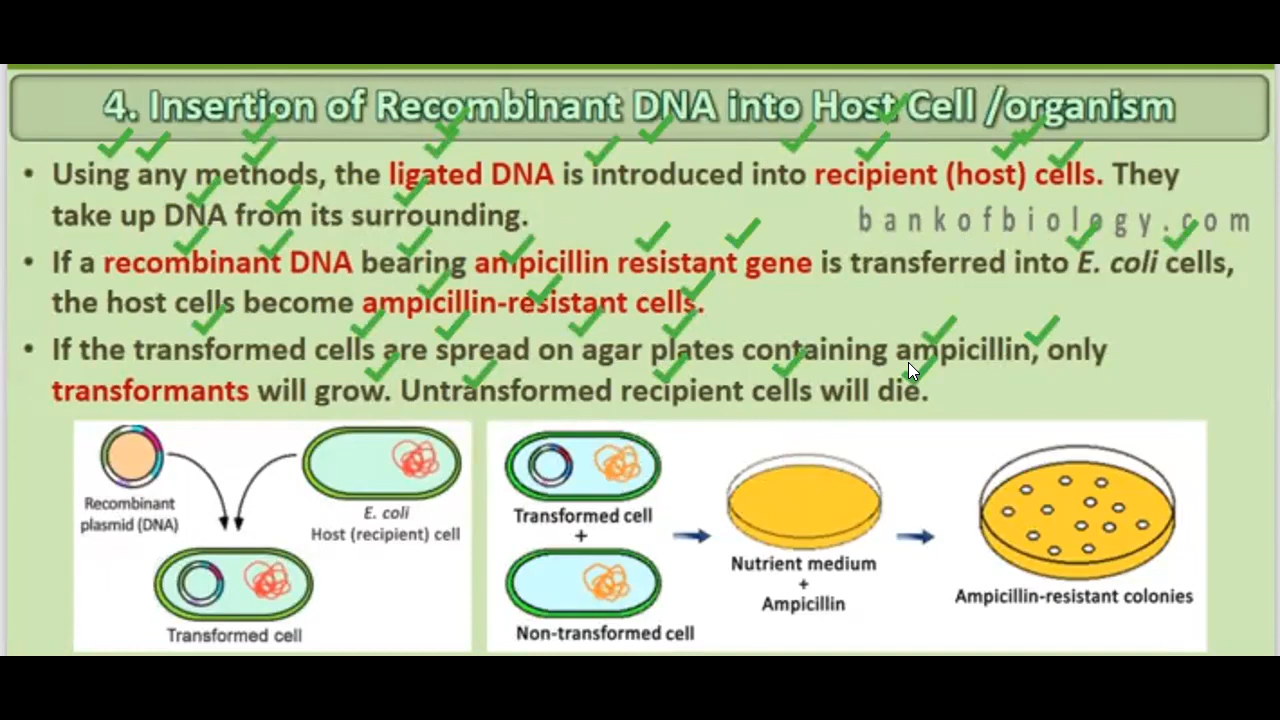 4. Insertion of Recombinant DNA into Host Cell /organism
• Using any methods, the ligated DNA is introduced into recipient (host) cells. They
take up DNA from its surrounding.
bankofbiology.com
• If a recombinant DNA bearing ampicillin resistant gene is transferred into E. coli cells,
the host cells become ampicillin-resistant cells.
• If the transformed cells are spread on agar plates containing ampicillin, only
transformants will grow. Untransformed recipient cells will die.
Recombinant
plasmid (DNA)
E. coli
Host (recipient) cell
Transformed cell
Transformed cell
+
Non-transformed cell
Nutrient medium
+
Ampicillin
Ampicillin-resistant colonies